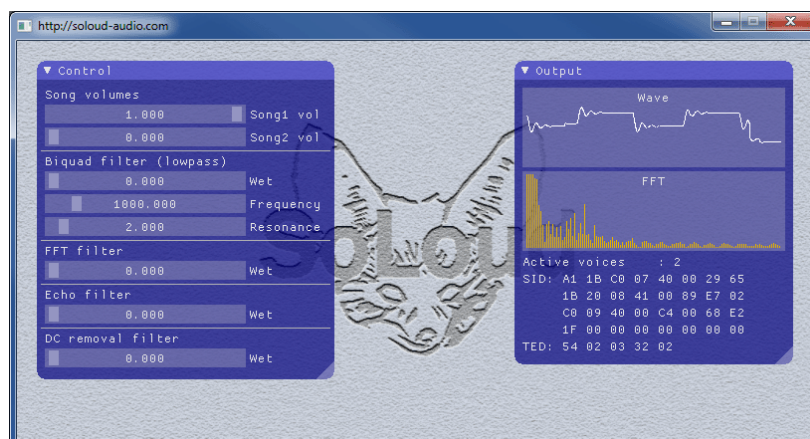 http://soloud-audio.com
Control
Song volumes
1.000 Song1 vol
0.000 Song2 vol
Biquad filter (lowpass)
0.000 Wet
1000.000 Frequency
2.000 Resonance
FFT filter
0.000 Wet
Echo filter
0.000 Wet
DC removal filter
0.000 Wet
SoLoud
Output
Wave
FFT
Active voices : 2
SID: A1 1B C0 07 40 00 29 65
1B 20 08 41 00 89 E7 02
C0 09 40 00 C4 00 68 E2
1F 00 00 00 00 00 00 00
TED: 54 02 03 32 02